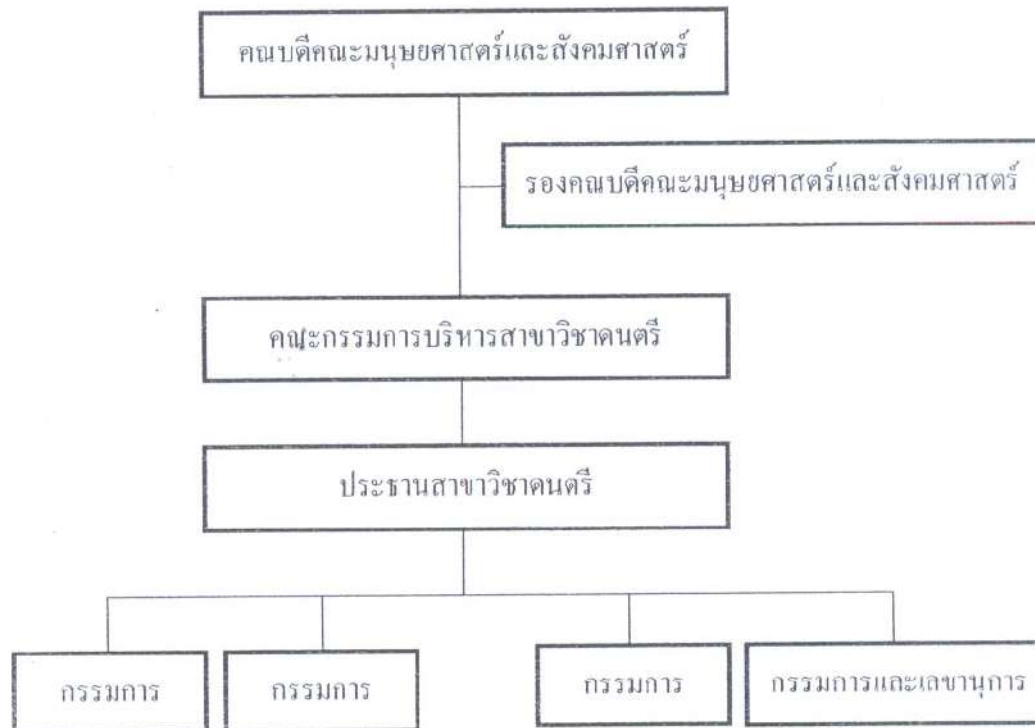 คณบดีคณะมนุษยศาสตร์และสังคมศาสตร์
รองคณบดีคณะมนุษยศาสตร์และสังคมศาสตร์
คณะกรรมการบริหารสาขาวิชาดนตรี
ประธานสาขาวิชาดนตรี
กรรมการ
กรรมการ
กรรมการ
กรรมการและเลขานุการ